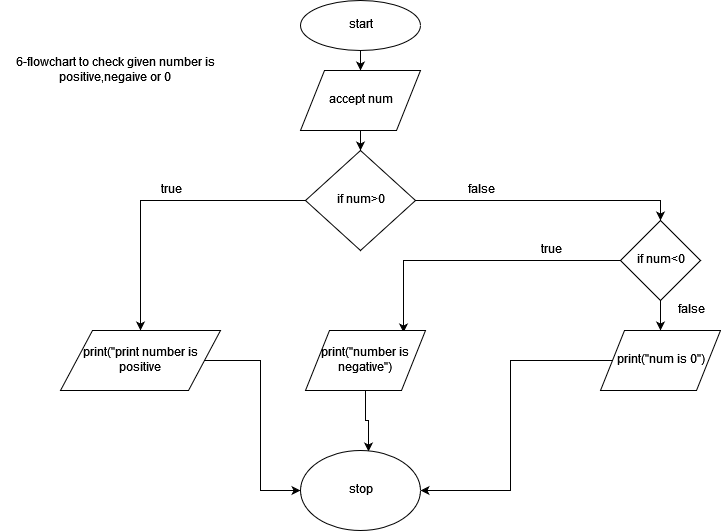 start
6-flowchart to check given number is
positive,negaive or 0
accept num
true
if num>0
false
true
if num<0
false
print("print number is
positive
print("number is
negative")
print("num is 0")
stop